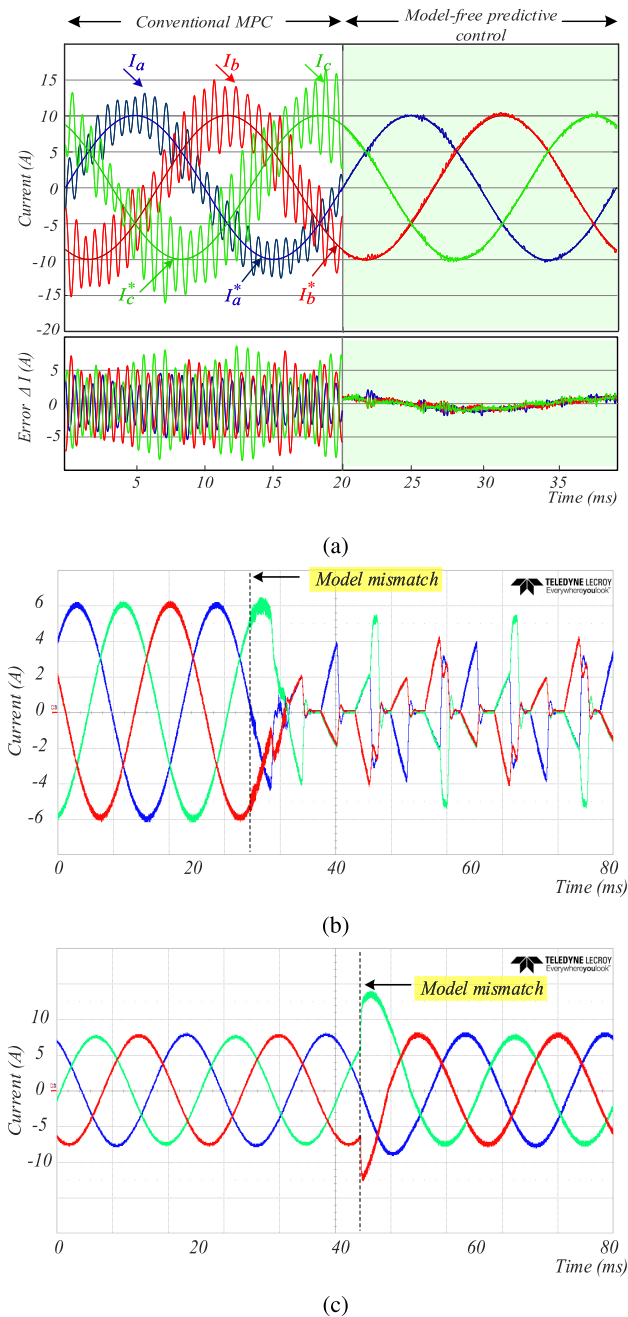 Conventional MPC
Model-free predictive
control
I_a I_b I_c
15
10
5
0
-5
-10
-15
-20
Current (A)
I_c^* I_a^* I_b^*
5
0
-5
Error Δ I (A)
5 10 15 20 25 30 35
Time (ms)
(a)
Model mismatch
TELEDYNE LECROY
Everywhereyoulook™
6
4
2
0
-2
-4
-6
Current (A)
0 20 40 60 80
Time (ms)
(b)
TELEDYNE LECROY
Everywhereyoulook™
Model mismatch
10
5
0
-5
-10
Current (A)
0 20 40 60 80
Time (ms)
(c)